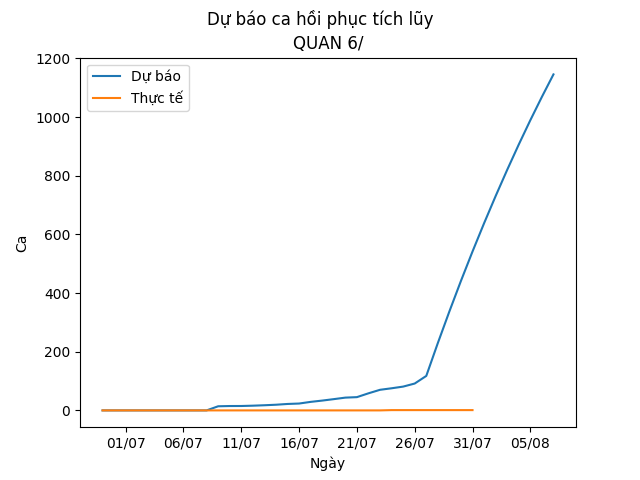 Dự báo ca hồi phục tích lũy
QUAN 6/
Dự báo
Thực tế
1200
1000
800
600
400
200
0
Ca
01/07 06/07 11/07 16/07 21/07 26/07 31/07 05/08
Ngày